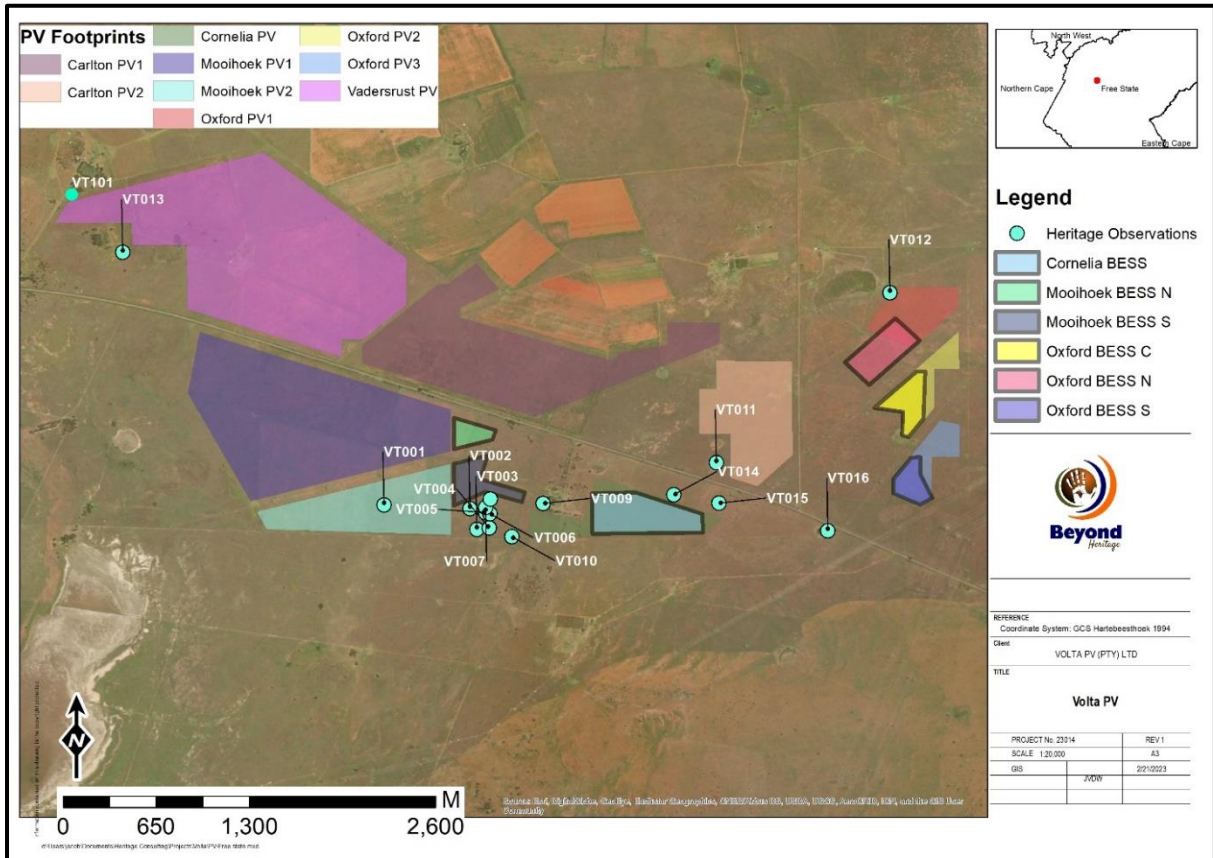 PV Footprints
Carlton PV1
Carlton PV2
Cornelia PV
Mooihoek PV1
Mooihoek PV2
Oxford PV1
Oxford PV2
Oxford PV3
Vadersrust PV
VT101
VT013
VT012
VT011
VT001
VT002
VT003
VT014
VT004
VT016
VT005
VT009
VT015
VT006
VT007
VT010
N
M
0
650
1,300
2,600
North West
Northern Cape
Free State
Eastern Cape
Legend
Heritage Observations
Cornelia BESS
Mooihoek BESS N
Mooihoek BESS S
Oxford BESS C
Oxford BESS N
Oxford BESS S
Beyond
Heritage
REFERENCE
Coordinate System: GCS Hartebeesthoek 1994
Client
VOLTA PV (PTY) LTD
TITLE
Volta PV
PROJECT No. 23014
REV 1
SCALE 1:20 000
A3
GIS
2/21/2023
JVDW
Community